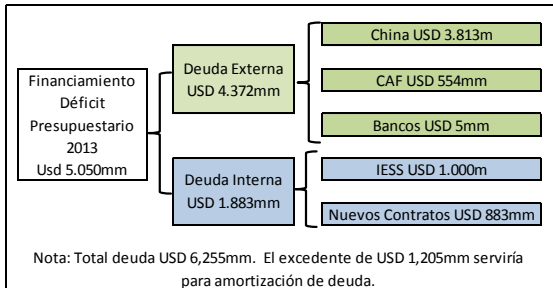 Financiamiento
Déficit
Presupuestario
2013
Usd 5.050mm
Deuda Externa
USD 4.372mm
China USD 3.813m
CAF USD 554mm
Bancos USD 5mm
Deuda Interna
USD 1.883mm
IESS USD 1.000m
Nuevos Contratos USD 883mm
Nota: Total deuda USD 6,255mm. El excedente de USD 1,205mm serviría
para amortización de deuda.